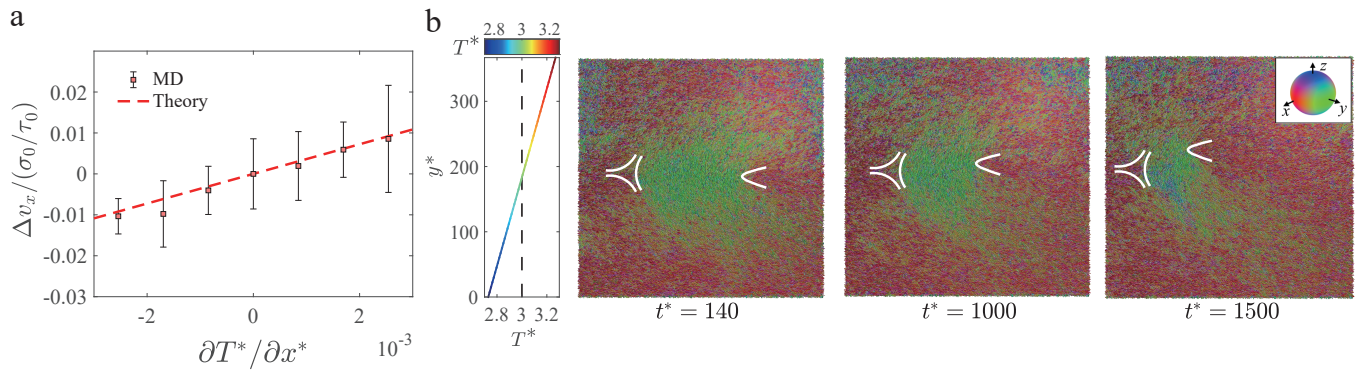 a
MD
Theory
0.02
0.01
0
-0.01
-0.02
-0.03
Δv_x/(σ_0/τ_0)
-2
0
2
10^-3
∂T*/∂x*
b
2.8
3
3.2
T*
300
200
100
0
y*
2.8
3
3.2
T*
t* = 140
t* = 1000
t* = 1500
z
x
y